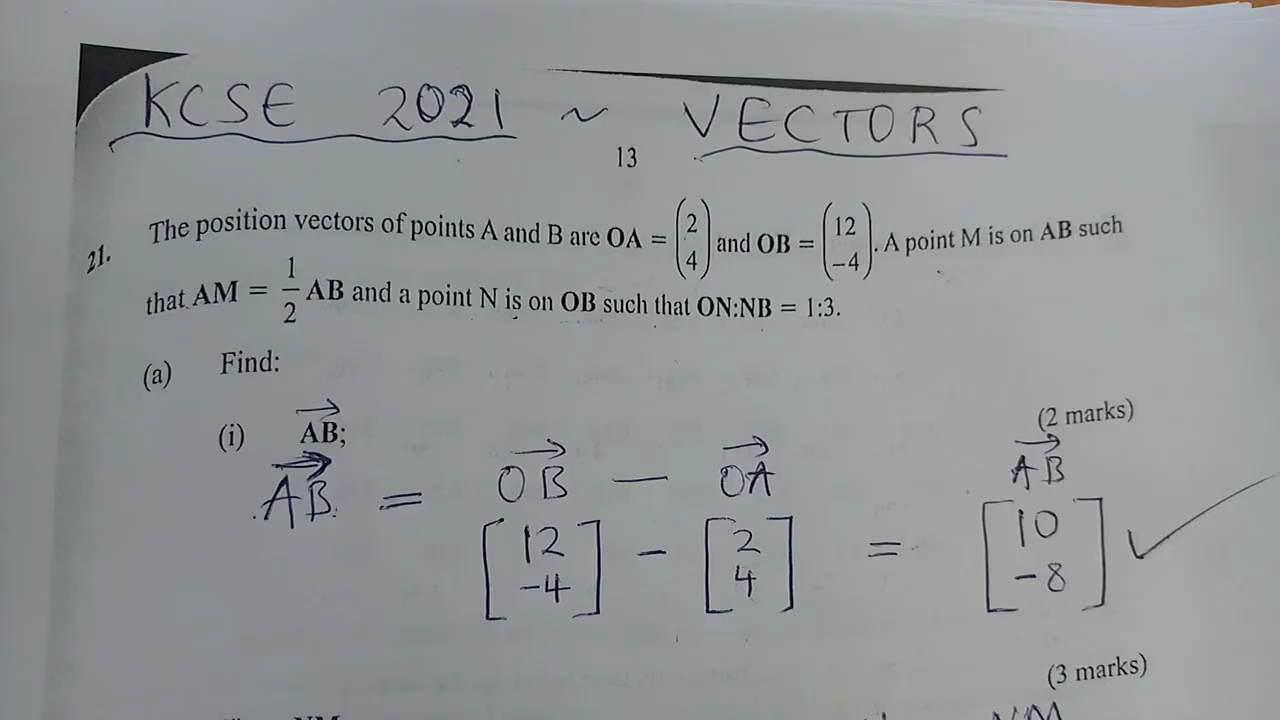 KCSE 2021 ~ VECTORS
13
21. The position vectors of points A and B are OA = (2 4) and OB = (12 -4). A point M is on AB such
that AM = 1/2 AB and a point N is on OB such that ON:NB = 1:3.
(a) Find:
(i) AB; (2 marks)
AB = OB - OA AB
[12 -4] - [2 4] = [10 -8] ✓
(3 marks)
NM